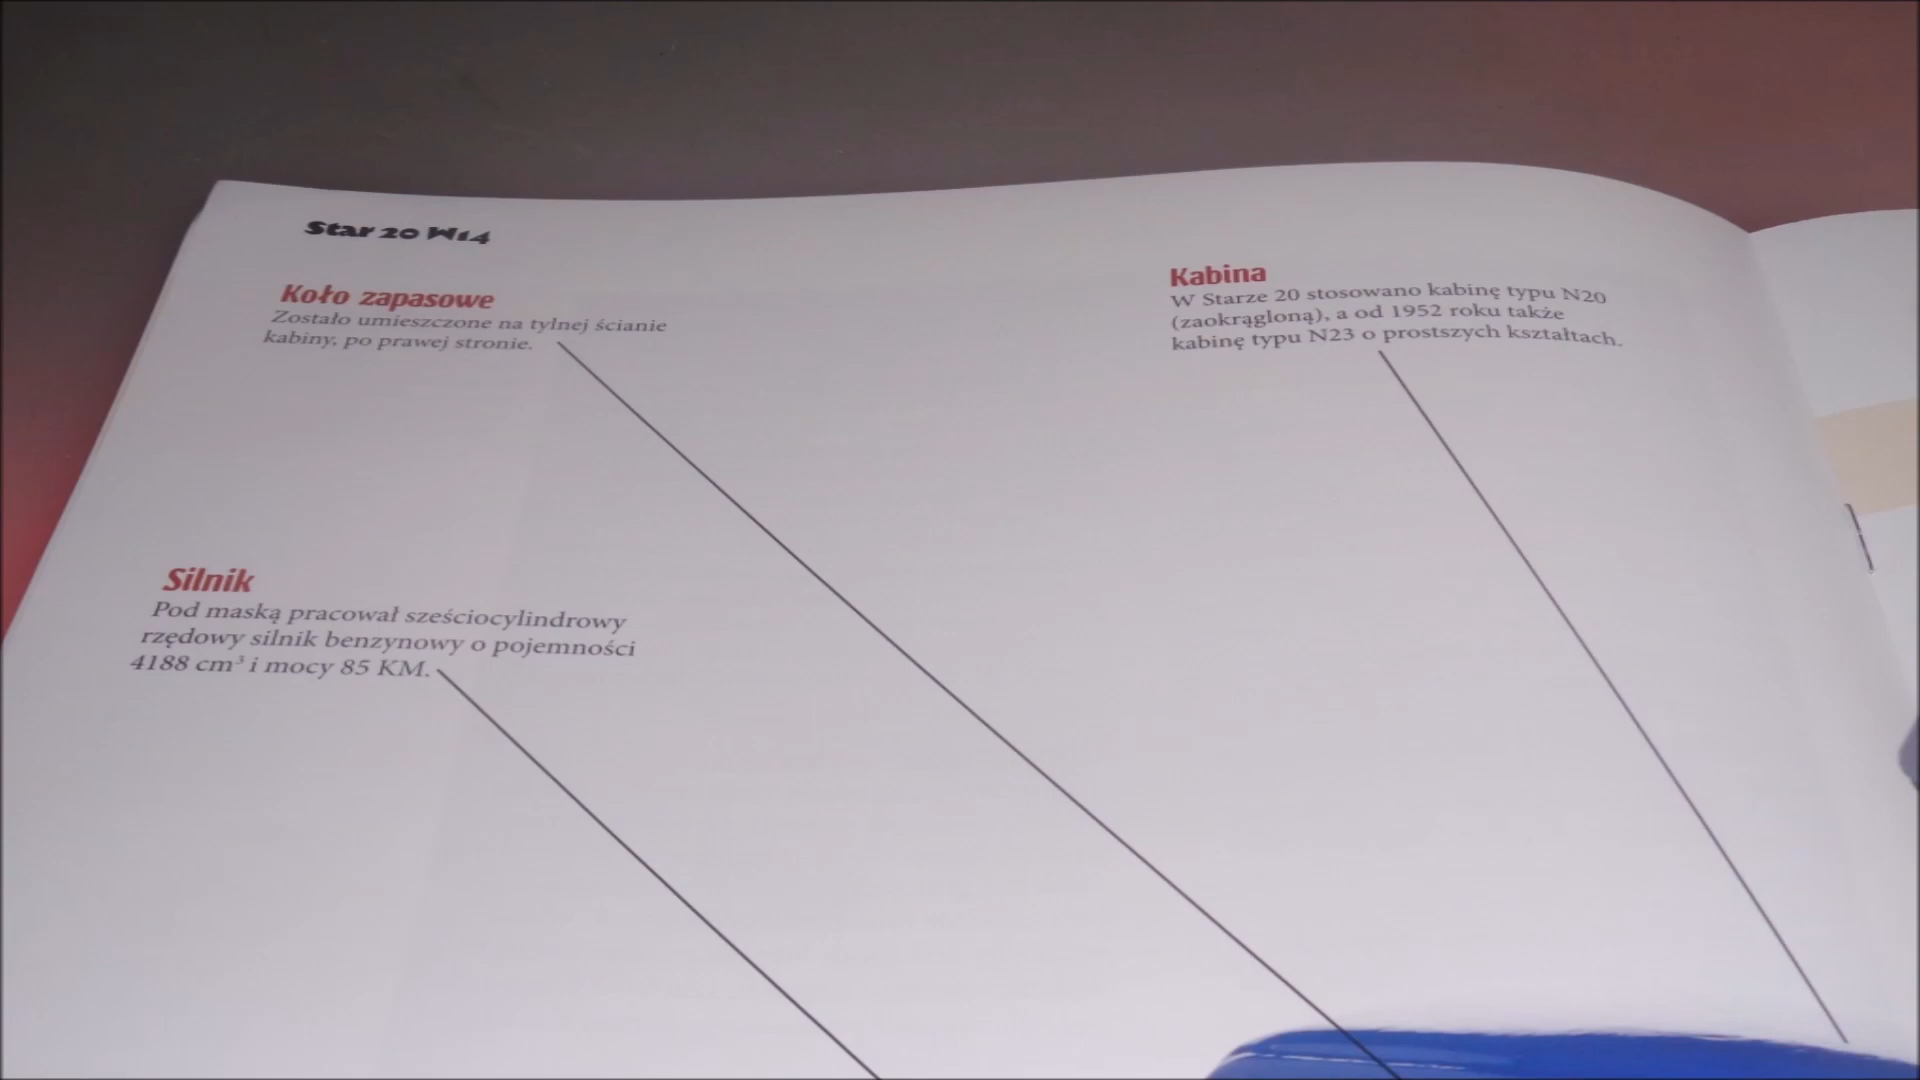 Star 20 W14
Koło zapasowe
Zostało umieszczone na tylnej ścianie
kabiny, po prawej stronie.
Kabina
W Starze 20 stosowano kabinę typu N20
(zaokrągloną), a od 1952 roku także
kabinę typu N23 o prostszych kształtach.
Silnik
Pod maską pracował sześciocylindrowy
rzędowy silnik benzynowy o pojemności
4188 cm³ i mocy 85 KM.